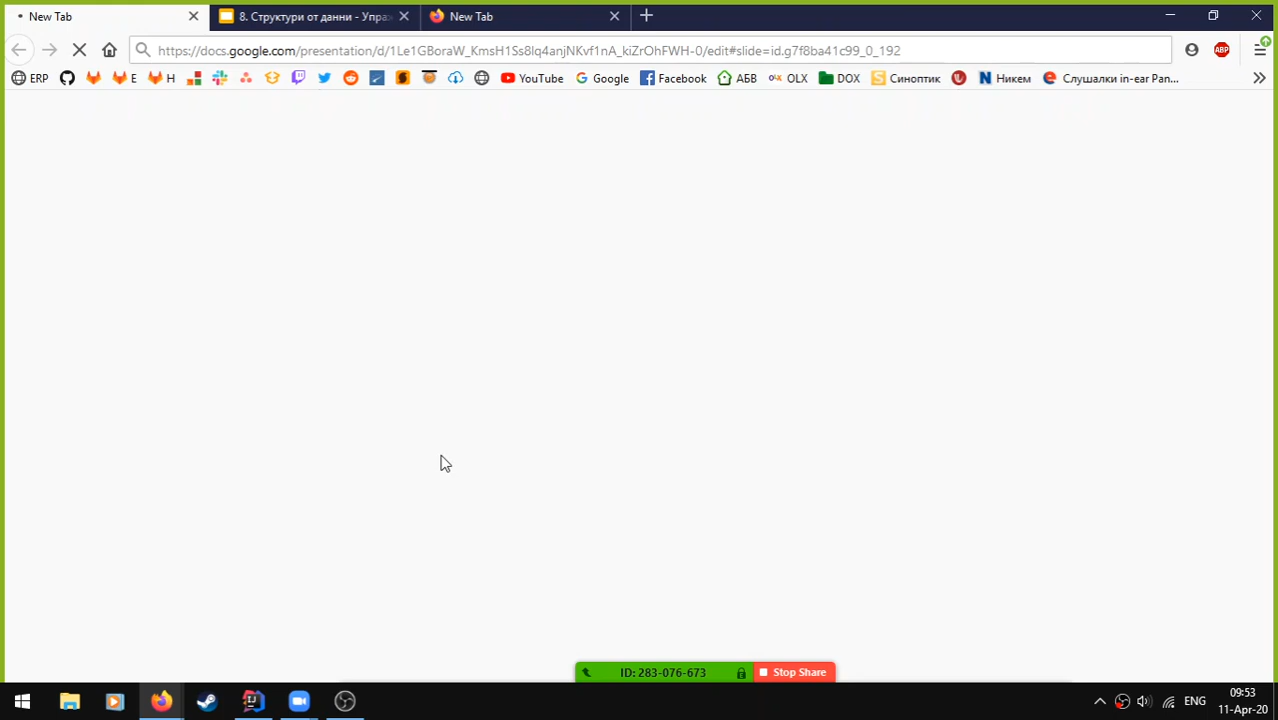 New Tab
8. Структури от данни - Упра
New Tab
https://docs.google.com/presentation/d/1Le1GBoraW_KmsH1Ss8lq4anjNKvf1nA_kiZrOhFWH-0/edit#slide=id.g7f8ba41c99_0_192
ABP
ERP E H YouTube Google Facebook АБВ OLX DOX Синоптик Никем Слушалки in-ear Pan...
ID: 283-076-673 Stop Share
ENG
09:53
11-Apr-20